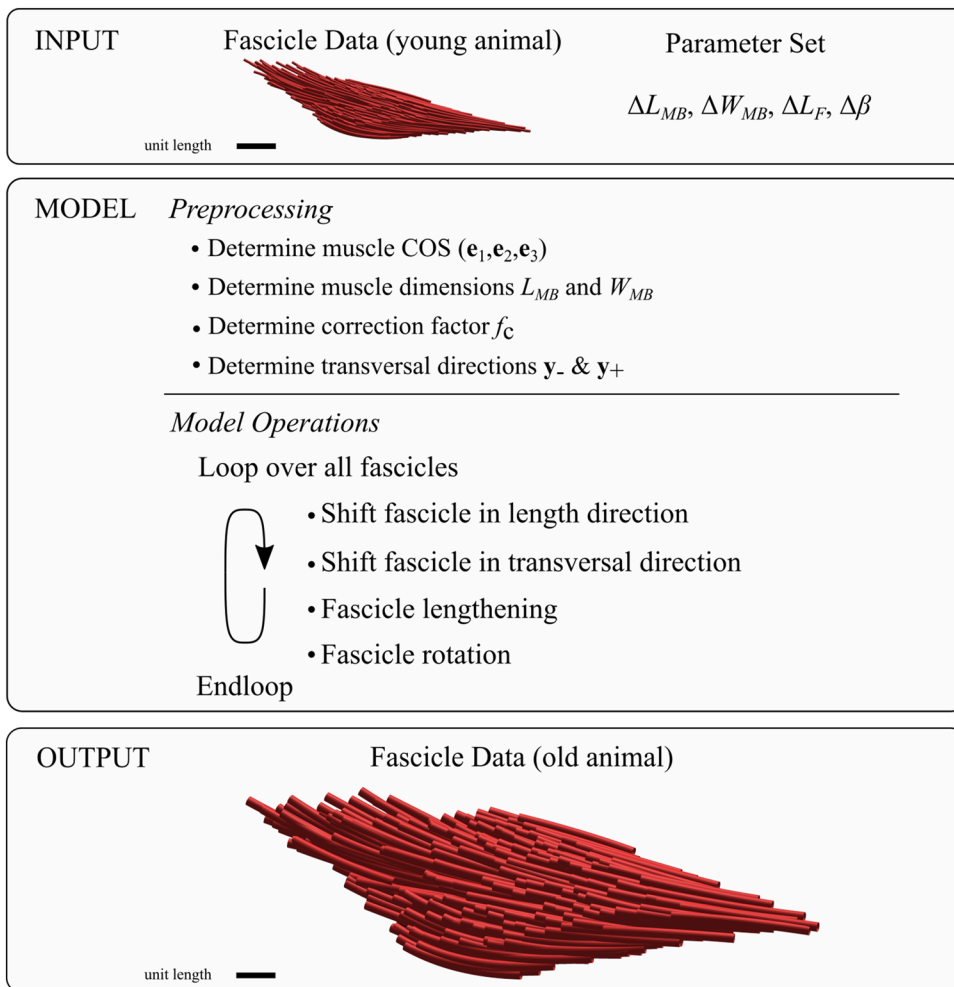 INPUT
Fascicle Data (young animal)
Parameter Set
ΔL_MB, ΔW_MB, ΔL_F, Δβ
unit length
MODEL
Preprocessing
• Determine muscle COS (e₁,e₂,e₃)
• Determine muscle dimensions L_MB and W_MB
• Determine correction factor f_c
• Determine transversal directions y₋ & y₊
Model Operations
Loop over all fascicles
• Shift fascicle in length direction
• Shift fascicle in transversal direction
• Fascicle lengthening
• Fascicle rotation
Endloop
OUTPUT
Fascicle Data (old animal)
unit length